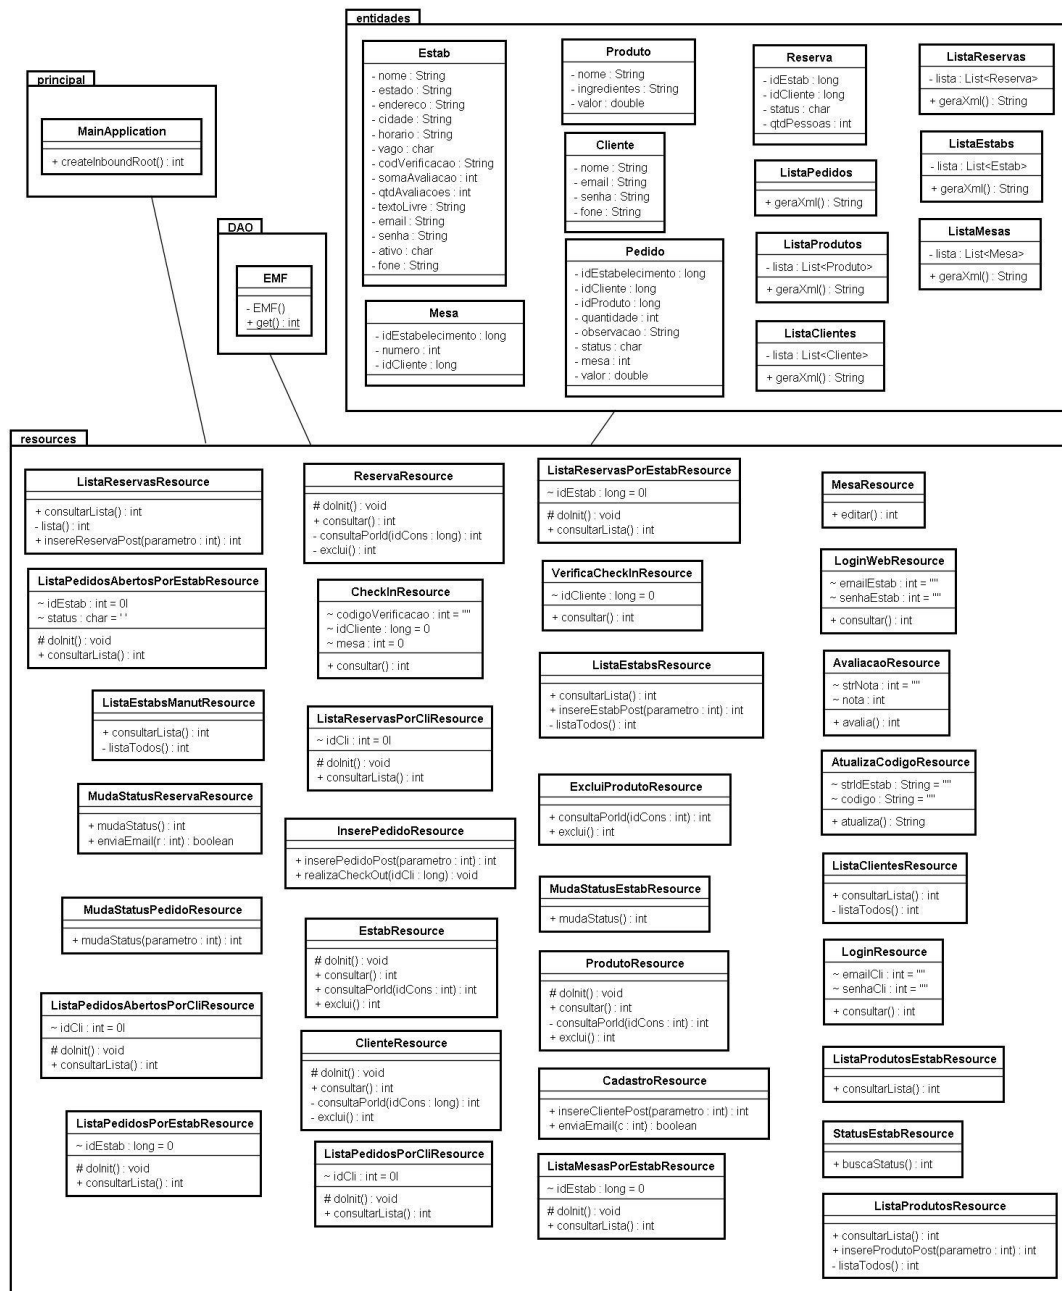 entidades
Estab
- nome : String
- estado : String
- endereco : String
- cidade : String
- horario : String
- vago : char
- codVerificacao : String
- somaAvaliacao : int
- qtdAvaliacoes : int
- textoLivre : String
- email : String
- senha : String
- ativo : char
- fone : String
Mesa
- idEstabelecimento : long
- numero : int
- idCliente : long
Produto
- nome : String
- ingredientes : String
- valor : double
Cliente
- nome : String
- email : String
- senha : String
- fone : String
Pedido
- idEstabelecimento : long
- idCliente : long
- idProduto : long
- quantidade : int
- observacao : String
- status : char
- mesa : int
- valor : double
Reserva
- idEstab : long
- idCliente : long
- status : char
- qtdPessoas : int
ListaPedidos
+ geraXml() : String
ListaProdutos
- lista : List<Produto>
+ geraXml() : String
ListaClientes
- lista : List<Cliente>
+ geraXml() : String
ListaReservas
- lista : List<Reserva>
+ geraXml() : String
ListaEstabs
- lista : List<Estab>
+ geraXml() : String
ListaMesas
- lista : List<Mesa>
+ geraXml() : String
principal
MainApplication
+ createInboundRoot() : int
DAO
EMF
- EMF()
+ get() : int
resources
ListaReservasResource
+ consultarLista() : int
- lista() : int
+ insereReservaPost(parametro : int) : int
ListaPedidosAbertosPorEstabResource
~ idEstab : int = 0l
~ status : char = ' '
# doInit() : void
+ consultarLista() : int
ListaEstabsManutResource
+ consultarLista() : int
- listaTodos() : int
MudaStatusReservaResource
+ mudaStatus() : int
+ enviaEmail(r : int) : boolean
MudaStatusPedidoResource
+ mudaStatus(parametro : int) : int
ListaPedidosAbertosPorCliResource
~ idCli : int = 0l
# doInit() : void
+ consultarLista() : int
ListaPedidosPorEstabResource
~ idEstab : long = 0
# doInit() : void
+ consultarLista() : int
ReservaResource
# doInit() : void
+ consultar() : int
- consultaPorId(idCons : long) : int
- exclui() : int
CheckInResource
~ codigoVerificacao : int = ""
~ idCliente : long = 0
~ mesa : int = 0
+ consultar() : int
ListaReservasPorCliResource
~ idCli : int = 0l
# doInit() : void
+ consultarLista() : int
InserePedidoResource
+ inserePedidoPost(parametro : int) : int
+ realizaCheckOut(idCli : long) : void
EstabResource
# doInit() : void
+ consultar() : int
+ consultaPorId(idCons : int) : int
+ exclui() : int
ClienteResource
# doInit() : void
+ consultar() : int
- consultaPorId(idCons : long) : int
- exclui() : int
ListaPedidosPorCliResource
~ idCli : int = 0l
# doInit() : void
+ consultarLista() : int
ListaReservasPorEstabResource
~ idEstab : long = 0l
# doInit() : void
+ consultarLista() : int
VerificaCheckInResource
~ idCliente : long = 0
+ consultar() : int
ListaEstabsResource
+ consultarLista() : int
+ insereEstabPost(parametro : int) : int
- listaTodos() : int
ExcluiProdutoResource
+ consultaPorId(idCons : int) : int
+ exclui() : int
MudaStatusEstabResource
+ mudaStatus() : int
ProdutoResource
# doInit() : void
+ consultar() : int
- consultaPorId(idCons : int) : int
+ exclui() : int
CadastroResource
+ insereClientePost(parametro : int) : int
+ enviaEmail(c : int) : boolean
ListaMesasPorEstabResource
~ idEstab : long = 0
# doInit() : void
+ consultarLista() : int
MesaResource
+ editar() : int
LoginWebResource
~ emailEstab : int = ""
~ senhaEstab : int = ""
+ consultar() : int
AvaliacaoResource
~ strNota : int = ""
~ nota : int
+ avalia() : int
AtualizaCodigoResource
~ strIdEstab : String = ""
~ codigo : String = ""
+ atualiza() : String
ListaClientesResource
+ consultarLista() : int
- listaTodos() : int
LoginResource
~ emailCli : int = ""
~ senhaCli : int = ""
+ consultar() : int
ListaProdutosEstabResource
+ consultarLista() : int
StatusEstabResource
+ buscaStatus() : int
ListaProdutosResource
+ consultarLista() : int
+ insereProdutoPost(parametro : int) : int
- listaTodos() : int